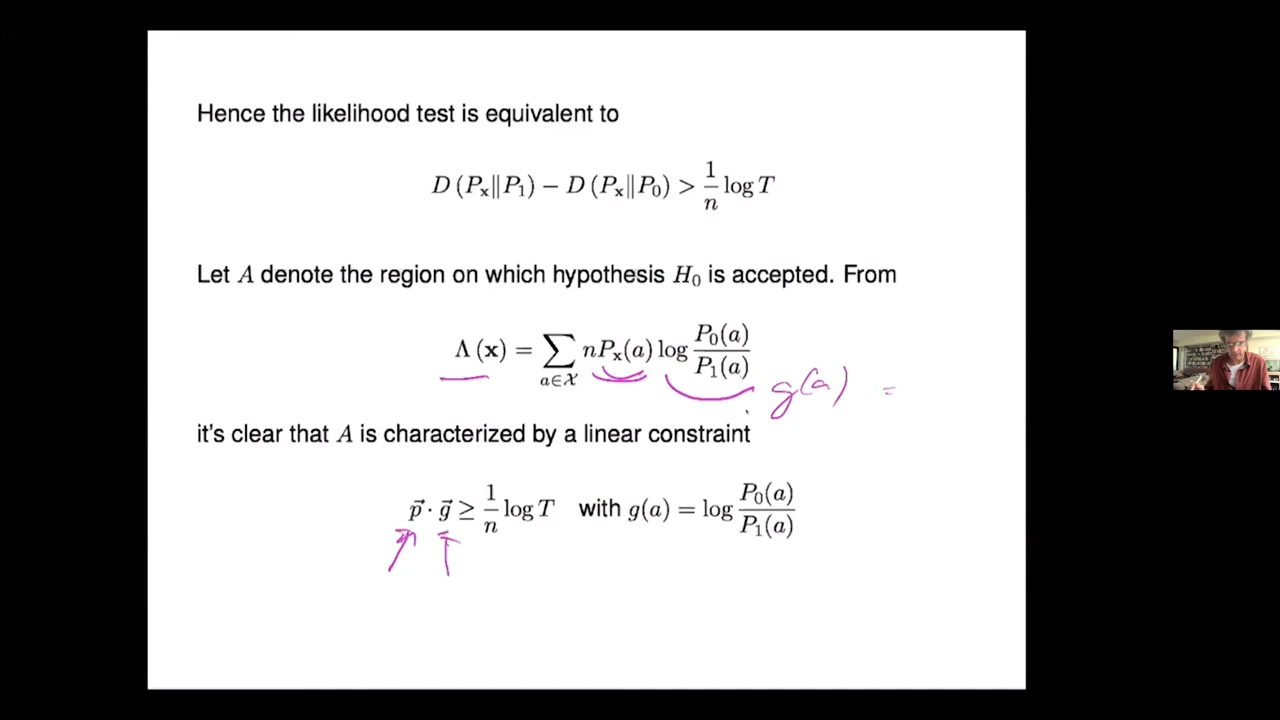 Hence the likelihood test is equivalent to
D (Pₓ‖P₁) − D (Pₓ‖P₀) > 1/n log T
Let A denote the region on which hypothesis H₀ is accepted. From
Λ (x) = ∑_{a∈𝒳} nPₓ(a) log P₀(a)/P₁(a)
g(a) =
it's clear that A is characterized by a linear constraint
p⃗ · g⃗ ≥ 1/n log T with g(a) = log P₀(a)/P₁(a)